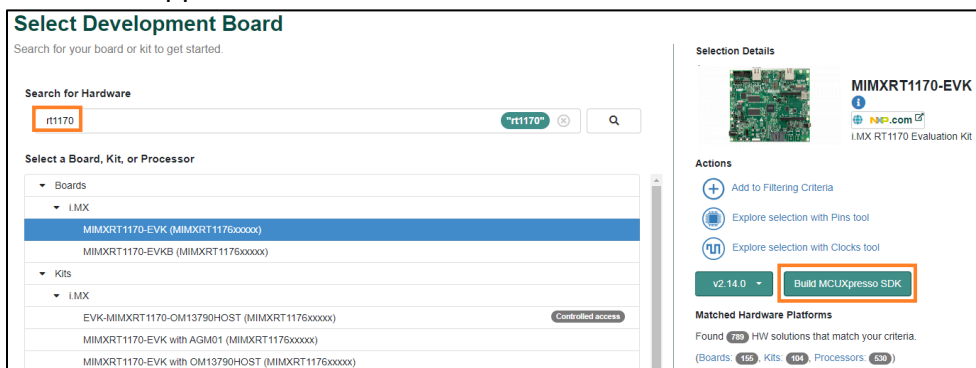 Select Development Board
Search for your board or kit to get started.
Search for Hardware
rt1170
"rt1170"
Select a Board, Kit, or Processor
Boards
i.MX
MIMXRT1170-EVK (MIMXRT1176xxxxx)
MIMXRT1170-EVKB (MIMXRT1176xxxxx)
Kits
i.MX
EVK-MIMXRT1170-OM13790HOST (MIMXRT1176xxxxx) Controlled access
MIMXRT1170-EVK with AGM01 (MIMXRT1176xxxxx)
MIMXRT1170-EVK with OM13790HOST (MIMXRT1176xxxxx)
Selection Details
MIMXRT1170-EVK
NXP.com
i.MX RT1170 Evaluation Kit
Actions
Add to Filtering Criteria
Explore selection with Pins tool
Explore selection with Clocks tool
v2.14.0 Build MCUXpresso SDK
Matched Hardware Platforms
Found 789 HW solutions that match your criteria.
(Boards: 155, Kits: 104, Processors: 530)